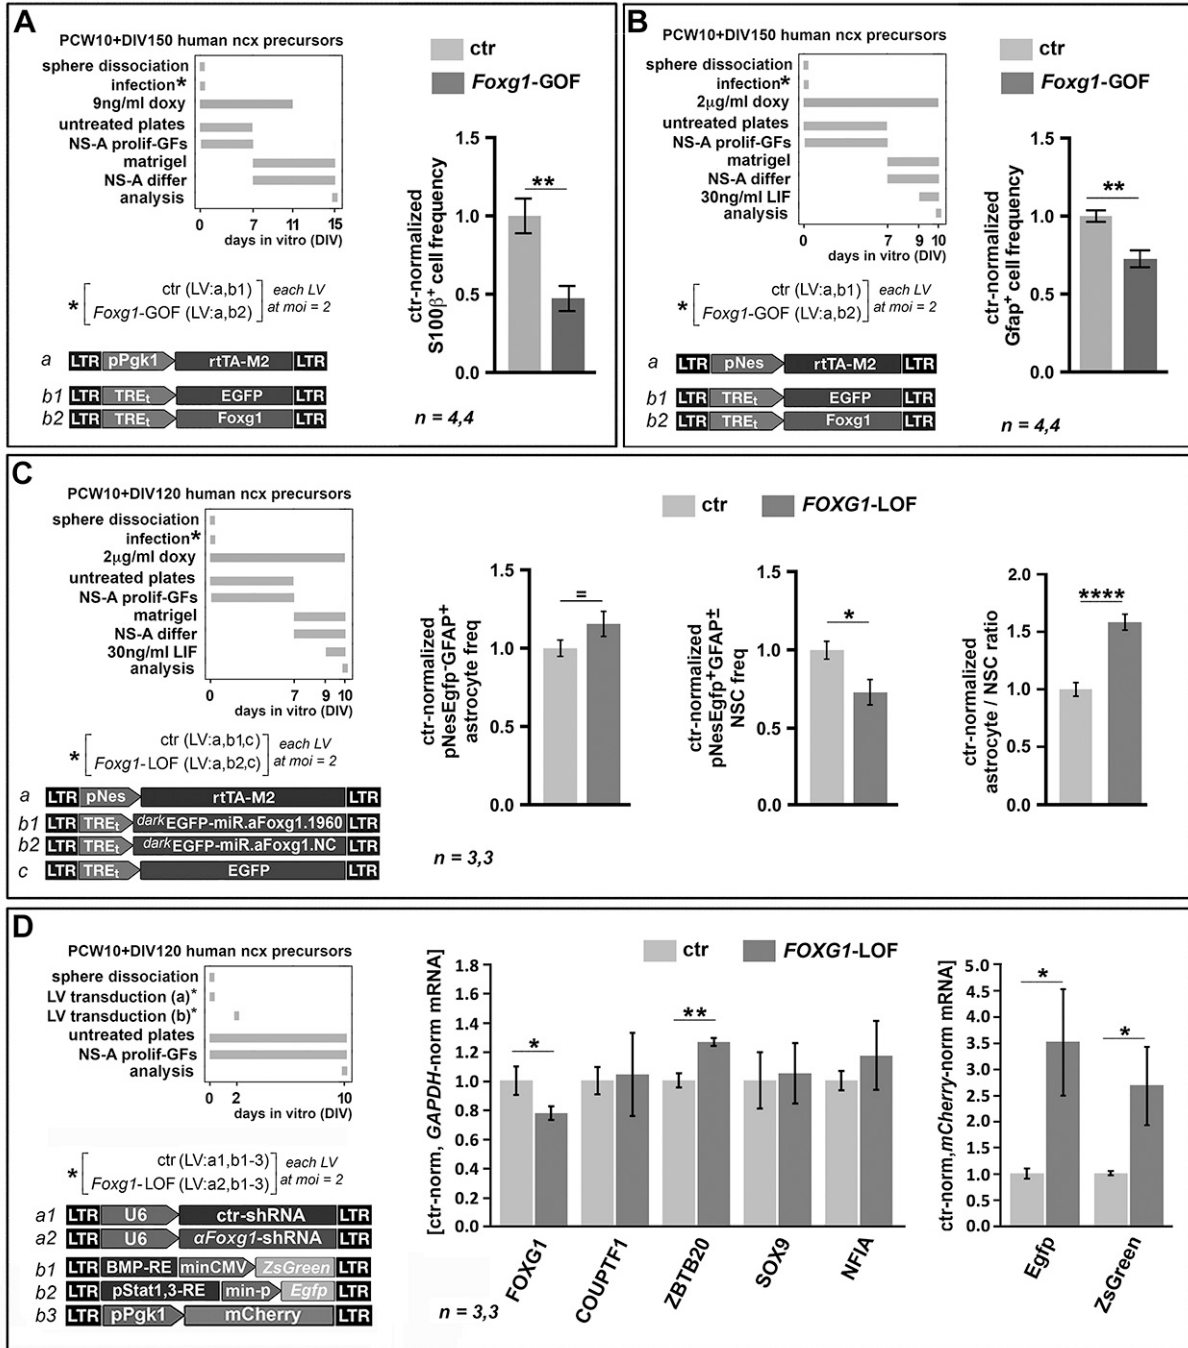 A
PCW10+DIV150 human ncx precursors
sphere dissociation
infection*
9ng/ml doxy
untreated plates
NS-A prolif-GFs
matrigel
NS-A differ
analysis
0 7 11 15
days in vitro (DIV)
* ctr (LV:a,b1) each LV
Foxg1-GOF (LV:a,b2) at moi = 2
a LTR pPgk1 rtTA-M2 LTR
b1 LTR TREt EGFP LTR
b2 LTR TREt Foxg1 LTR
ctr
Foxg1-GOF
ctr-normalized
S100β+ cell frequency
1.5
1.0
0.5
0.0
**
n = 4,4
B
PCW10+DIV150 human ncx precursors
sphere dissociation
infection*
2µg/ml doxy
untreated plates
NS-A prolif-GFs
matrigel
NS-A differ
30ng/ml LIF
analysis
0 7 9 10
days in vitro (DIV)
* ctr (LV:a,b1) each LV
Foxg1-GOF (LV:a,b2) at moi = 2
a LTR pNes rtTA-M2 LTR
b1 LTR TREt EGFP LTR
b2 LTR TREt Foxg1 LTR
ctr
Foxg1-GOF
ctr-normalized
Gfap+ cell frequency
1.5
1.0
0.5
0.0
**
n = 4,4
C
PCW10+DIV120 human ncx precursors
sphere dissociation
infection*
2µg/ml doxy
untreated plates
NS-A prolif-GFs
matrigel
NS-A differ
30ng/ml LIF
analysis
0 7 9 10
days in vitro (DIV)
* ctr (LV:a,b1,c) each LV
Foxg1-LOF (LV:a,b2,c) at moi = 2
a LTR pNes rtTA-M2 LTR
b1 LTR TREt darkEGFP-miR.aFoxg1.1960 LTR
b2 LTR TREt darkEGFP-miR.aFoxg1.NC LTR
c LTR TREt EGFP LTR
ctr
FOXG1-LOF
ctr-normalized
pNesEgfp-GFAP+
astrocyte freq
1.5
1.0
0.5
0.0
=
ctr-normalized
pNesEgfp+GFAP±
NSC freq
1.5
1.0
0.5
0.0
*
ctr-normalized
astrocyte / NSC ratio
2.0
1.5
1.0
0.5
0.0
****
n = 3,3
D
PCW10+DIV120 human ncx precursors
sphere dissociation
LV transduction (a)*
LV transduction (b)*
untreated plates
NS-A prolif-GFs
analysis
0 2 10
days in vitro (DIV)
* ctr (LV:a1,b1-3) each LV
Foxg1-LOF (LV:a2,b1-3) at moi = 2
a1 LTR U6 ctr-shRNA LTR
a2 LTR U6 αFoxg1-shRNA LTR
b1 LTR BMP-RE minCMV ZsGreen LTR
b2 LTR pStat1,3-RE min-p Egfp LTR
b3 LTR pPgk1 mCherry LTR
ctr
FOXG1-LOF
[ctr-norm, GAPDH-norm mRNA]
1.8
1.6
1.4
1.2
1.0
0.8
0.6
0.4
0.2
0.0
*
**
FOXG1
COUPTF1
ZBTB20
SOX9
NFIA
n = 3,3
ctr-norm,mCherry-norm mRNA]
5.0
4.5
4.0
3.5
3.0
2.5
2.0
1.5
1.0
0.5
0.0
*
*
Egfp
ZsGreen